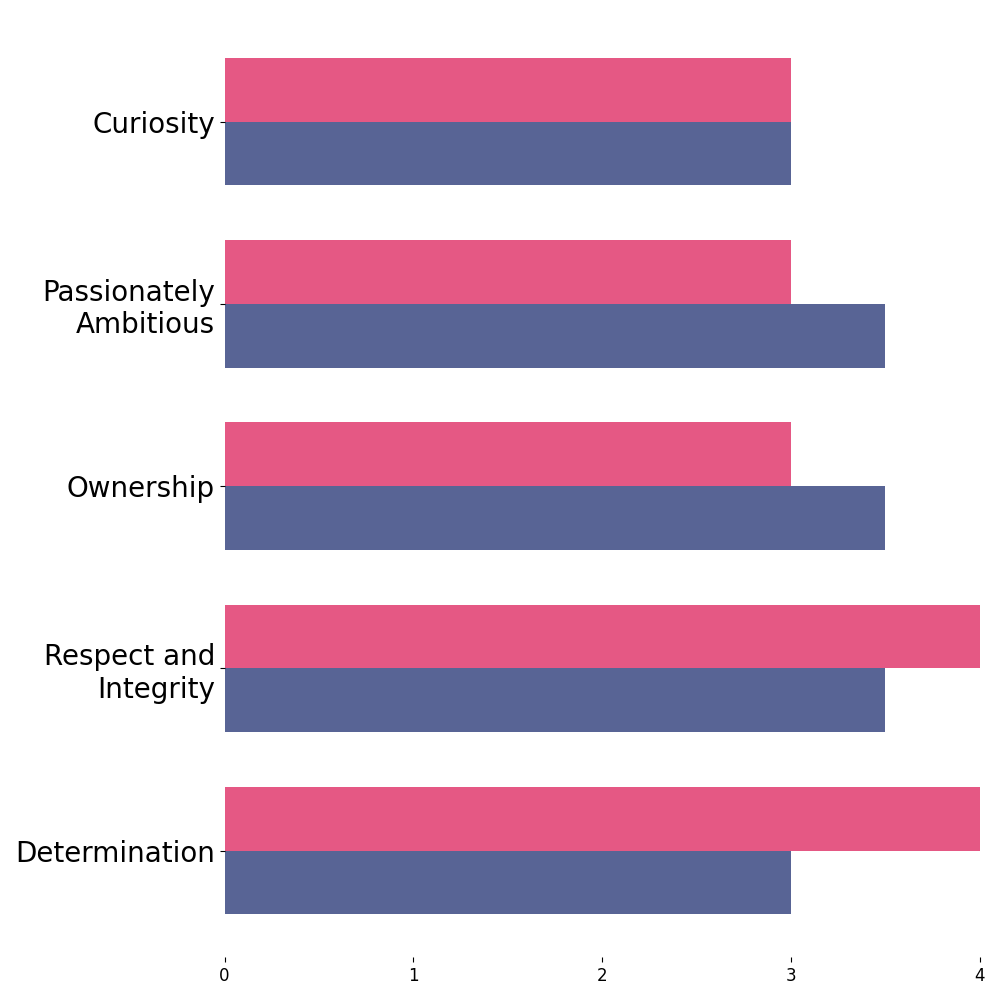 Curiosity
Passionately
Ambitious
Ownership
Respect and
Integrity
Determination
0 1 2 3 4